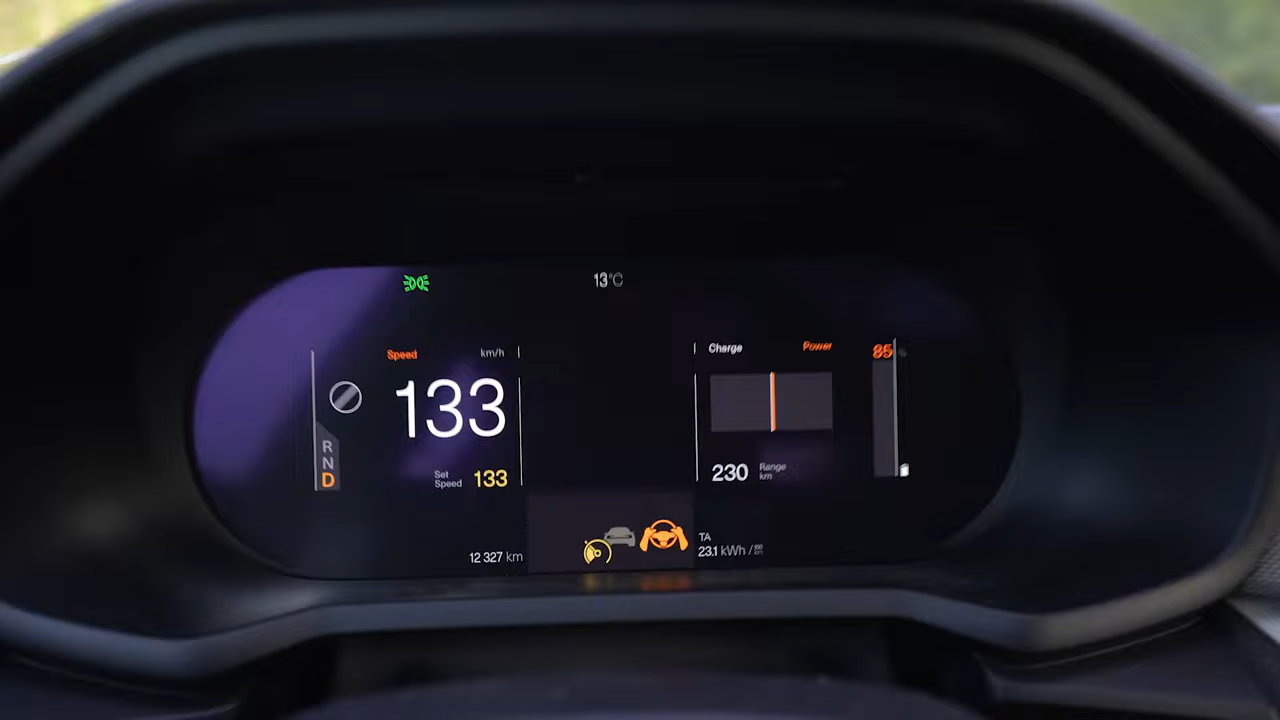 13°C
Speed km/h
133
Set
Speed 133
R
N
D
12 327 km
Charge Power
85
230 Range
km
TA
23.1 kWh /